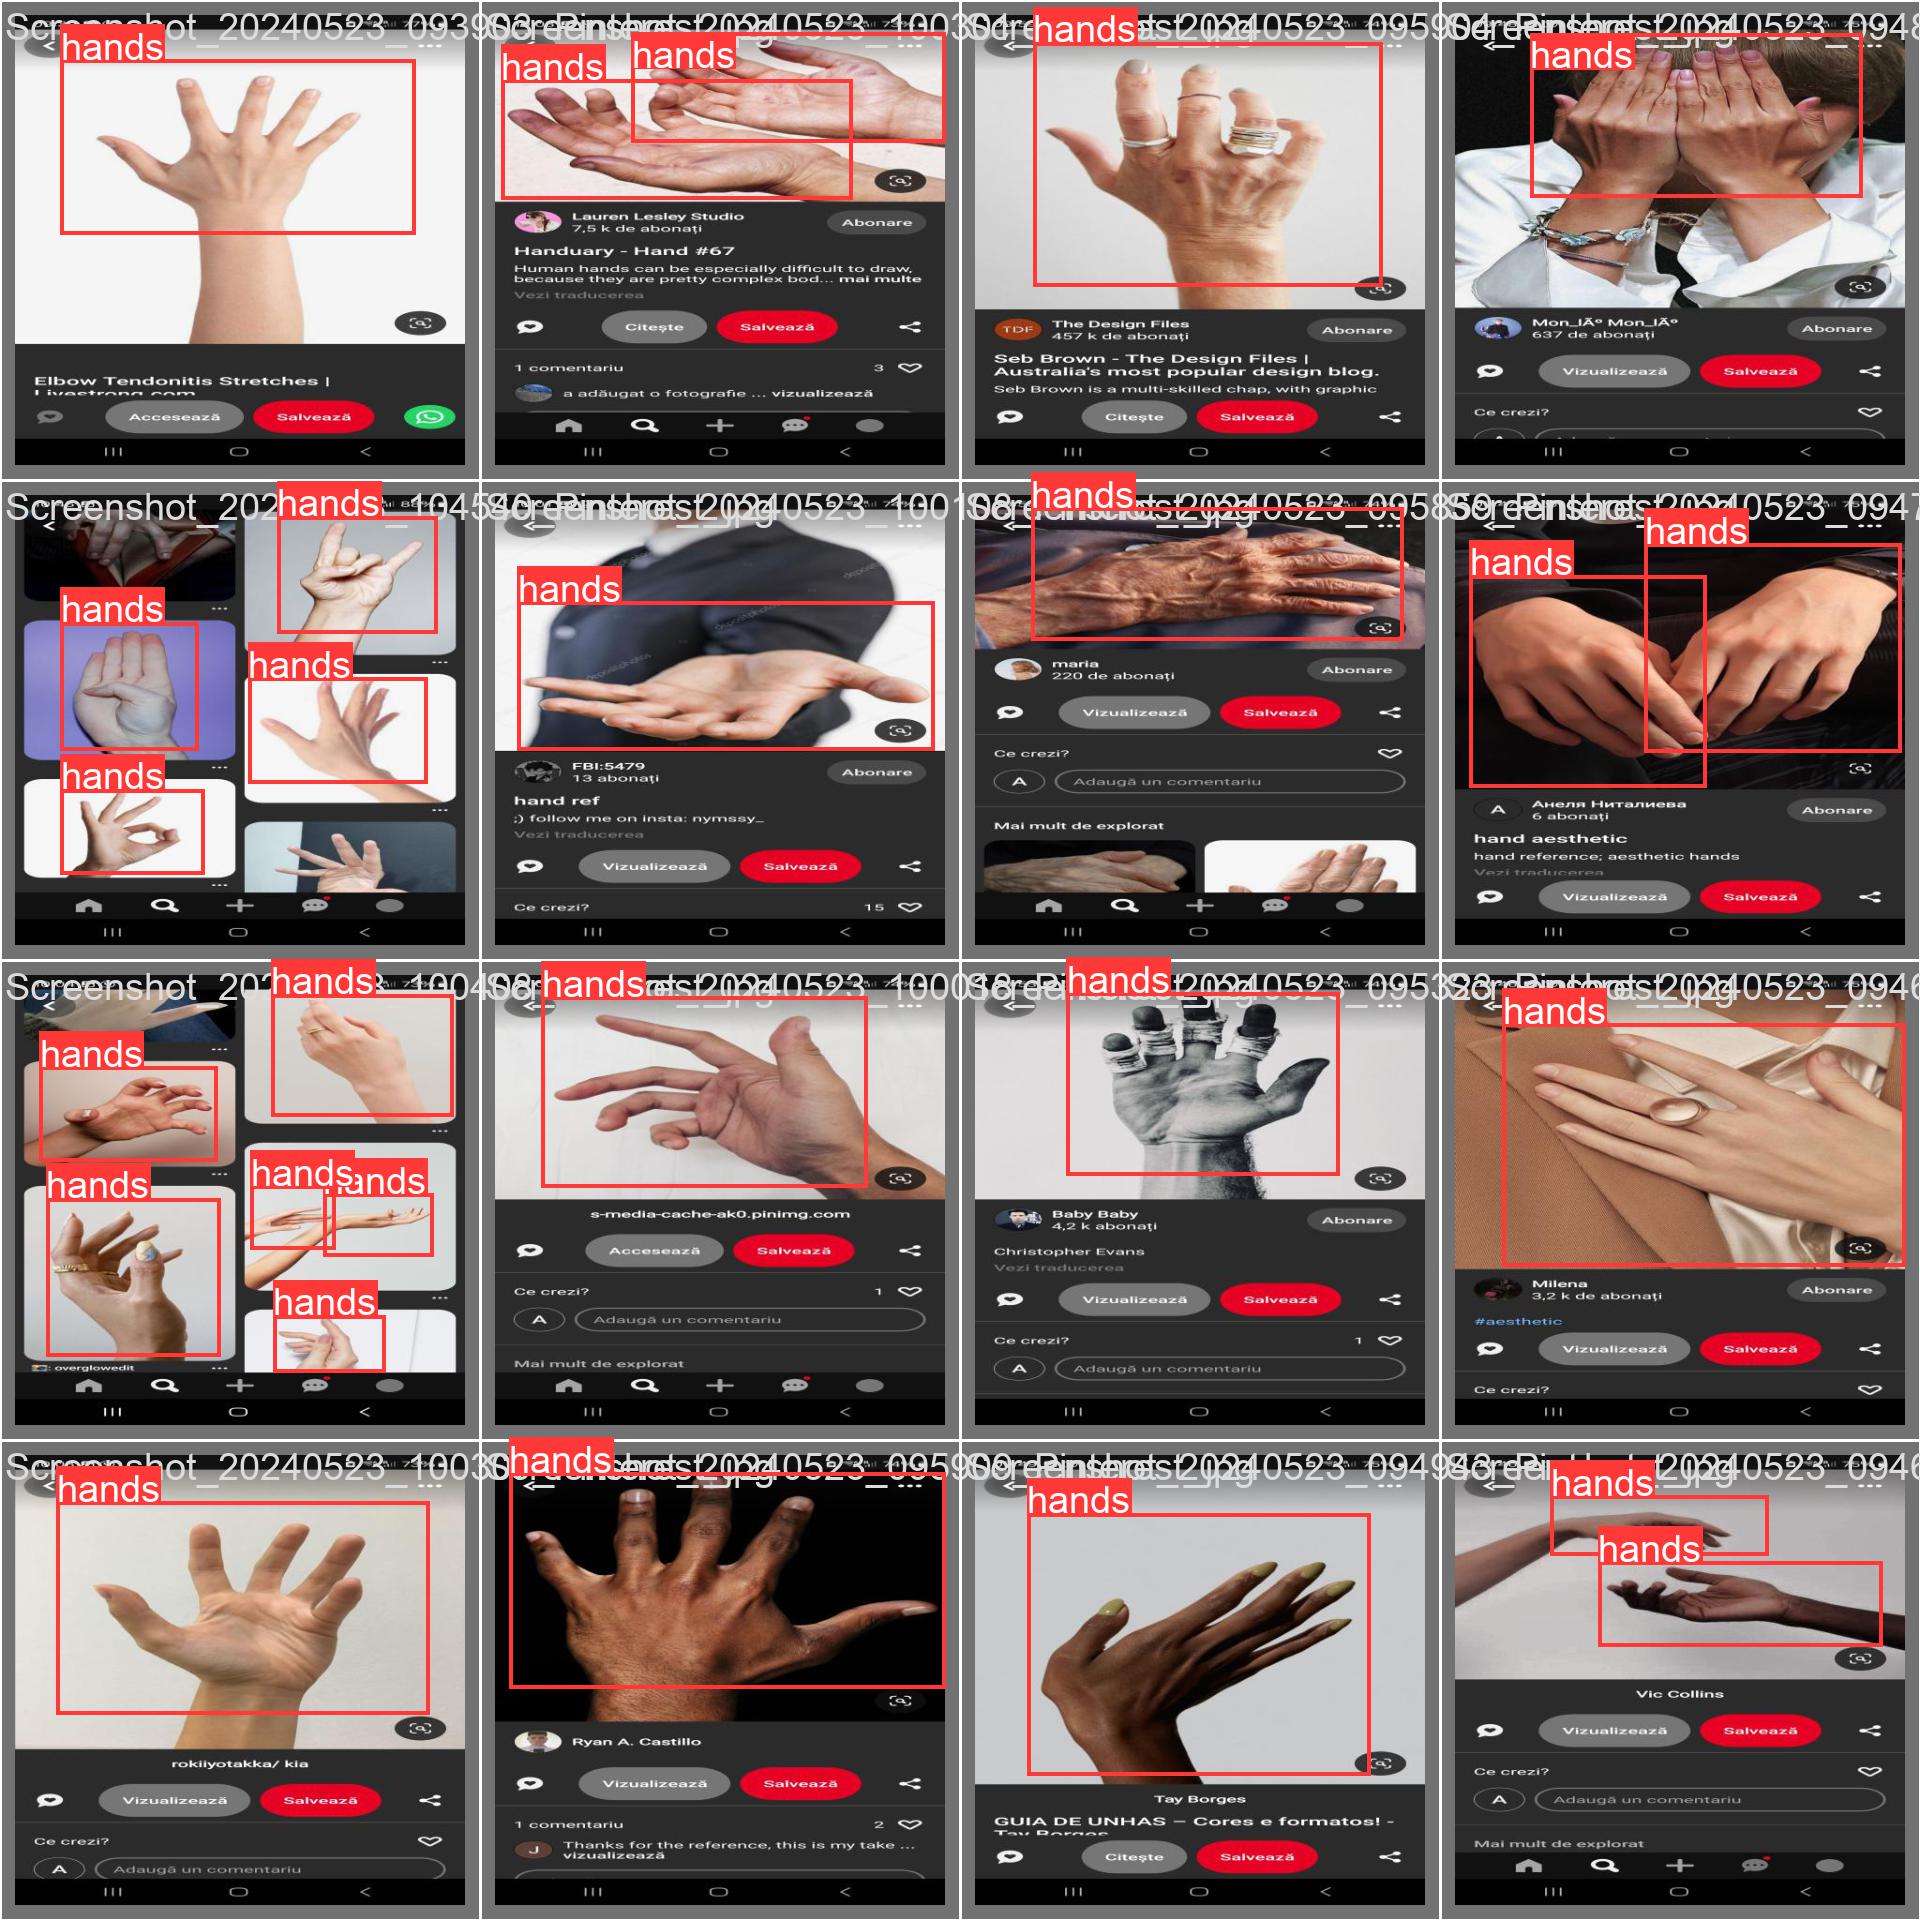 hands
Elbow Tendonitis Stretches |
Livestrong.com
Accesează
Salvează
hands
hands
Lauren Lesley Studio
7,5 k de abonați
Abonare
Handuary - Hand #67
Human hands can be especially difficult to draw,
because they are pretty complex bod... mai multe
Vezi traducerea
Citește
Salvează
1 comentariu
3
a adăugat o fotografie ... vizualizează
hands
TDF
The Design Files
457 k de abonați
Abonare
Seb Brown - The Design Files |
Australia's most popular design blog.
Seb Brown is a multi-skilled chap, with graphic
Citește
Salvează
hands
Mon_lÃº Mon_lÃº
637 de abonați
Abonare
Vizualizează
Salvează
Ce crezi?
hands
hands
hands
hands
hands
depositphotos
FBI:5479
13 abonați
Abonare
hand ref
;) follow me on insta: nymssy_
Vezi traducerea
Vizualizează
Salvează
Ce crezi?
15
hands
maria
220 de abonați
Abonare
Vizualizează
Salvează
Ce crezi?
A
Adaugă un comentariu
Mai mult de explorat
hands
hands
A
Анеля Ниталиева
6 abonați
Abonare
hand aesthetic
hand reference; aesthetic hands
Vezi traducerea
Vizualizează
Salvează
hands
hands
hands
hands
hands
hands
: overglowedit
hands
s-media-cache-ak0.pinimg.com
Accesează
Salvează
Ce crezi?
1
A
Adaugă un comentariu
Mai mult de explorat
hands
Baby Baby
4,2 k abonați
Abonare
Christopher Evans
Vezi traducerea
Vizualizează
Salvează
Ce crezi?
1
A
Adaugă un comentariu
hands
Milena
3,2 k de abonați
Abonare
#aesthetic
Vizualizează
Salvează
Ce crezi?
hands
rokiiyotakka/ kia
Vizualizează
Salvează
Ce crezi?
A
Adaugă un comentariu
hands
Ryan A. Castillo
Vizualizează
Salvează
1 comentariu
2
J
Thanks for the reference, this is my take ...
vizualizează
hands
Tay Borges
GUIA DE UNHAS – Cores e formatos! -
Tay Borges
Citește
Salvează
hands
hands
Vic Collins
Vizualizează
Salvează
Ce crezi?
A
Adaugă un comentariu
Mai mult de explorat